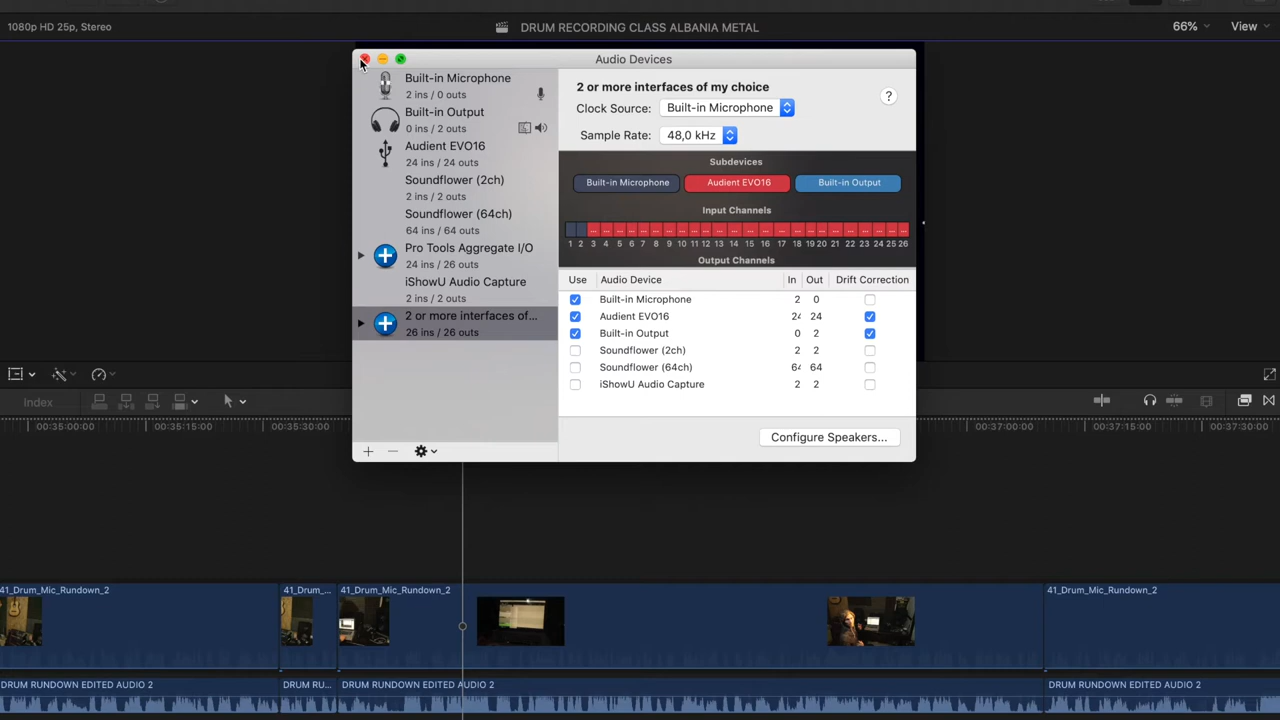 1080p HD 25p, Stereo
DRUM RECORDING CLASS ALBANIA METAL
66%
View
Audio Devices
Built-in Microphone
2 ins / 0 outs
Built-in Output
0 ins / 2 outs
Audient EVO16
24 ins / 24 outs
Soundflower (2ch)
2 ins / 2 outs
Soundflower (64ch)
64 ins / 64 outs
Pro Tools Aggregate I/O
24 ins / 26 outs
iShowU Audio Capture
2 ins / 2 outs
2 or more interfaces of...
26 ins / 26 outs
2 or more interfaces of my choice
?
Clock Source: Built-in Microphone
Sample Rate: 48,0 kHz
Subdevices
Built-in Microphone Audient EVO16 Built-in Output
Input Channels
1 2 3 4 5 6 7 8 9 10 11 12 13 14 15 16 17 18 19 20 21 22 23 24 25 26
Output Channels
Use Audio Device In Out Drift Correction
Built-in Microphone 2 0
Audient EVO16 24 24
Built-in Output 0 2
Soundflower (2ch) 2 2
Soundflower (64ch) 64 64
iShowU Audio Capture 2 2
Configure Speakers...
Index
00:35:00:00 00:35:15:00 00:35:30:00 00:37:00:00 00:37:15:00 00:37:30:00
41_Drum_Mic_Rundown_2 41_Drum_... 41_Drum_Mic_Rundown_2 41_Drum_Mic_Rundown_2
DRUM RUNDOWN EDITED AUDIO 2 DRUM RU... DRUM RUNDOWN EDITED AUDIO 2 DRUM RUNDOWN EDITED AUDIO 2